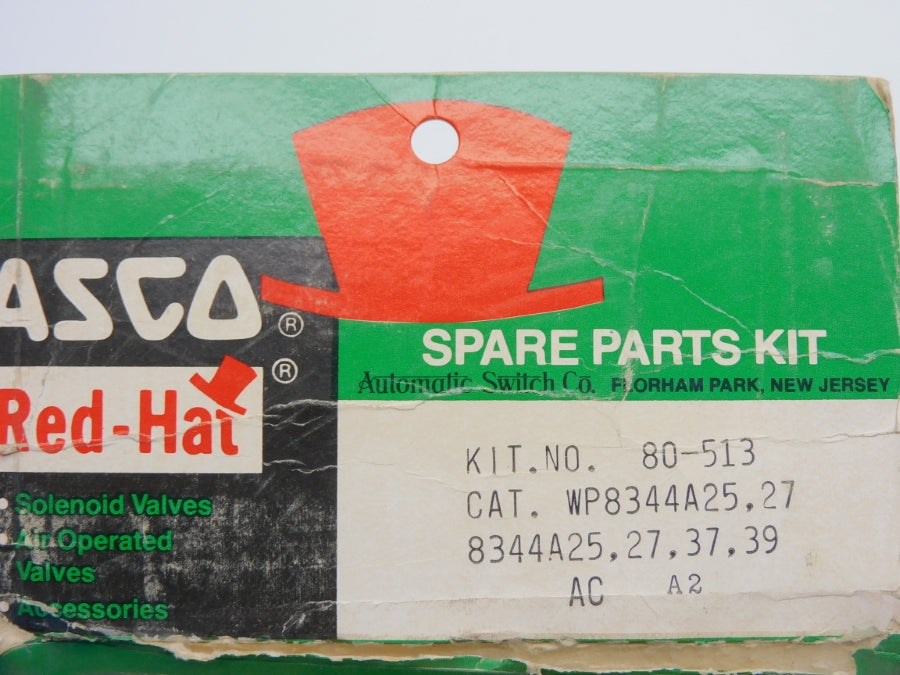 ASCO ®
Red-Hat ®
• Solenoid Valves
• Air Operated
Valves
• Accessories
SPARE PARTS KIT
Automatic Switch Co. FLORHAM PARK, NEW JERSEY
KIT.NO. 80-513
CAT. WP8344A25,27
8344A25,27,37,39
AC A2